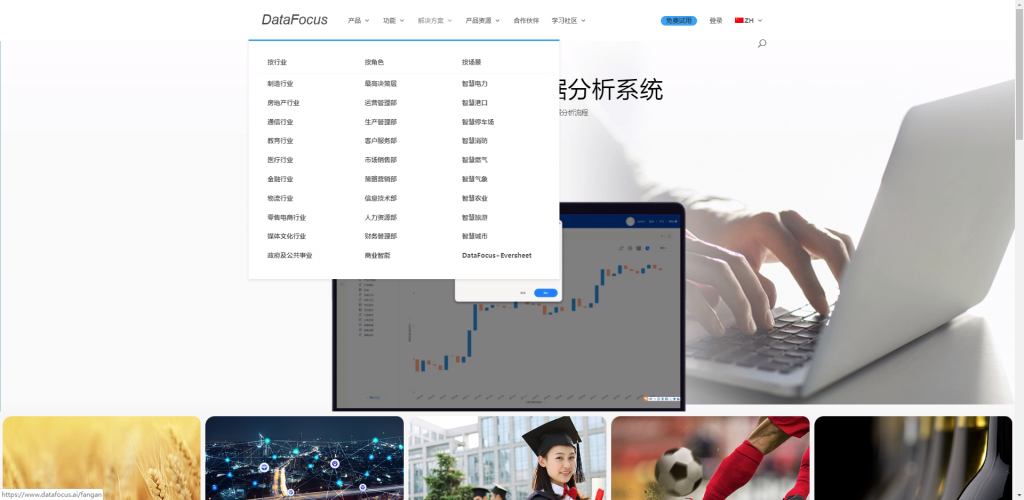 DataFocus 产品 功能 解决方案 产品资源 合作伙伴 学习社区 免费试用 登录 ZH
按行业 按角色 按场景
制造行业 最高决策层 智慧电力
房地产行业 运营管理部 智慧港口
通信行业 生产管理部 智慧停车场
教育行业 客户服务部 智慧消防
医疗行业 市场销售部 智慧燃气
金融行业 策略营销部 智慧气象
物流行业 信息技术部 智慧农业
零售电商行业 人力资源部 智慧旅游
媒体文化行业 财务管理部 智慧城市
政府及公共事业 商业智能 DataFocus-Eversheet
据分析系统
分析流程
https://www.datafocus.ai/fangan